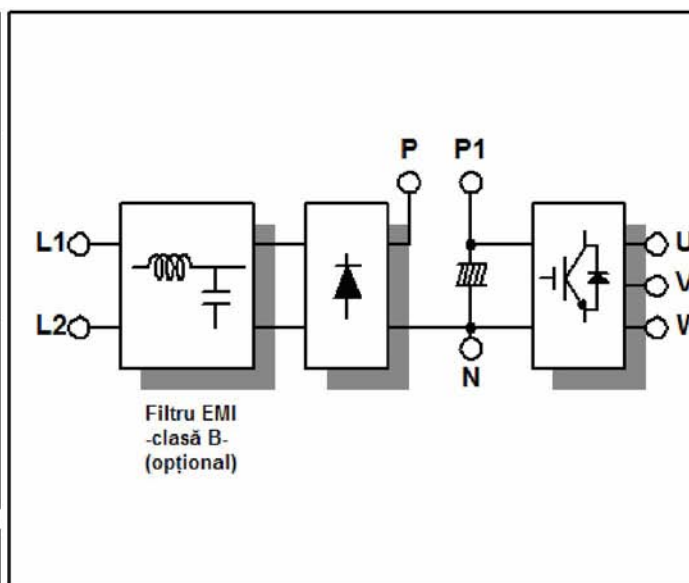 P P1
L1 U
V
L2 W
N
Filtru EMI
-clasă B-
(opțional)